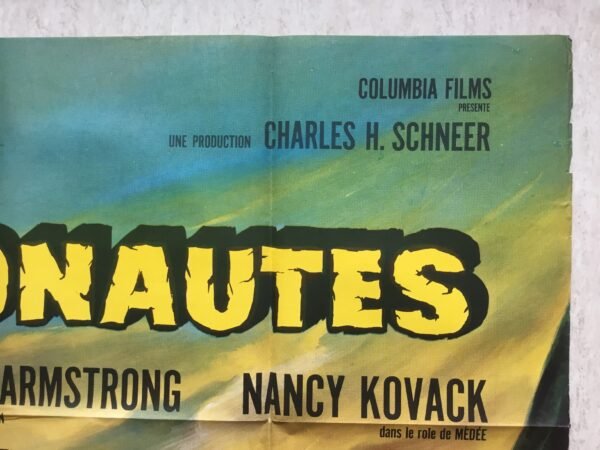 COLUMBIA FILMS
PRESENTE
UNE PRODUCTION CHARLES H. SCHNEER
ONAUTES
ARMSTRONG NANCY KOVACK
dans le role de MÉDÉE